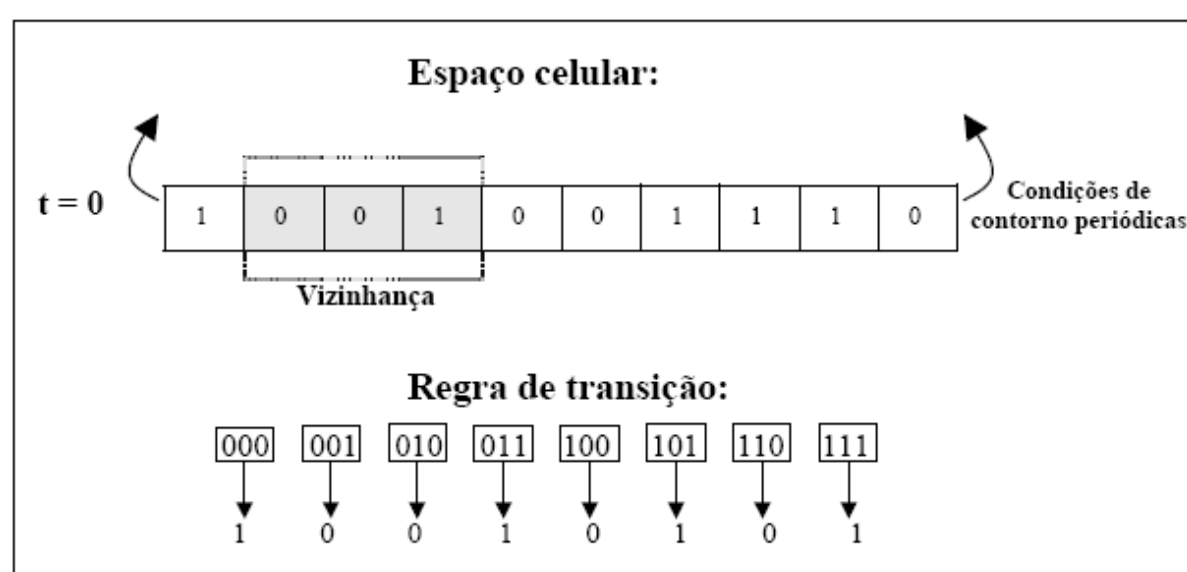 Espaço celular:
t = 0
1 0 0 1 0 0 1 1 1 0
Condições de
contorno periódicas
Vizinhança
Regra de transição:
000 001 010 011 100 101 110 111
1 0 0 1 0 1 0 1